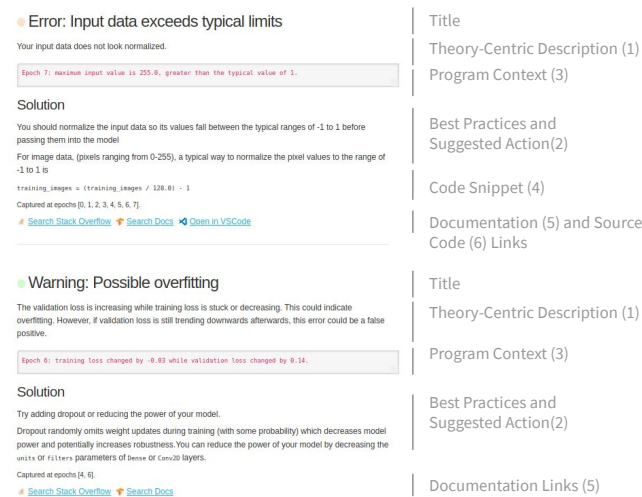 Error: Input data exceeds typical limits
Title
Your input data does not look normalized.
Theory-Centric Description (1)
Epoch 7: maximum input value is 255.0, greater than the typical value of 1.
Program Context (3)
Solution
You should normalize the input data so its values fall between the typical ranges of -1 to 1 before
passing them into the model
For image data, (pixels ranging from 0-255), a typical way to normalize the pixel values to the range of
-1 to 1 is
Best Practices and
Suggested Action(2)
training_images = (training_images / 128.0) - 1
Code Snippet (4)
Captured at epochs [0, 1, 2, 3, 4, 5, 6, 7].
Search Stack Overflow Search Docs Open in VSCode
Documentation (5) and Source
Code (6) Links
Warning: Possible overfitting
Title
The validation loss is increasing while training loss is stuck or decreasing. This could indicate
overfitting. However, if validation loss is still trending downwards afterwards, this error could be a false
positive.
Theory-Centric Description (1)
Epoch 6: training loss changed by -0.03 while validation loss changed by 0.14.
Program Context (3)
Solution
Try adding dropout or reducing the power of your model.
Dropout randomly omits weight updates during training (with some probability) which decreases model
power and potentially increases robustness.You can reduce the power of your model by decreasing the
units or filters parameters of Dense or Conv2D layers.
Best Practices and
Suggested Action(2)
Captured at epochs [4, 6].
Search Stack Overflow Search Docs
Documentation Links (5)